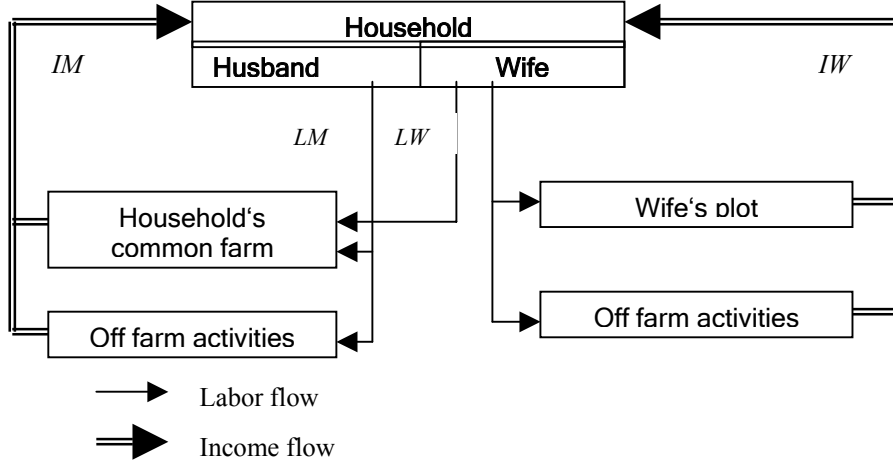 Household
Husband Wife
IM IW
LM LW
Household‘s
common farm
Wife‘s plot
Off farm activities
Off farm activities
Labor flow
Income flow